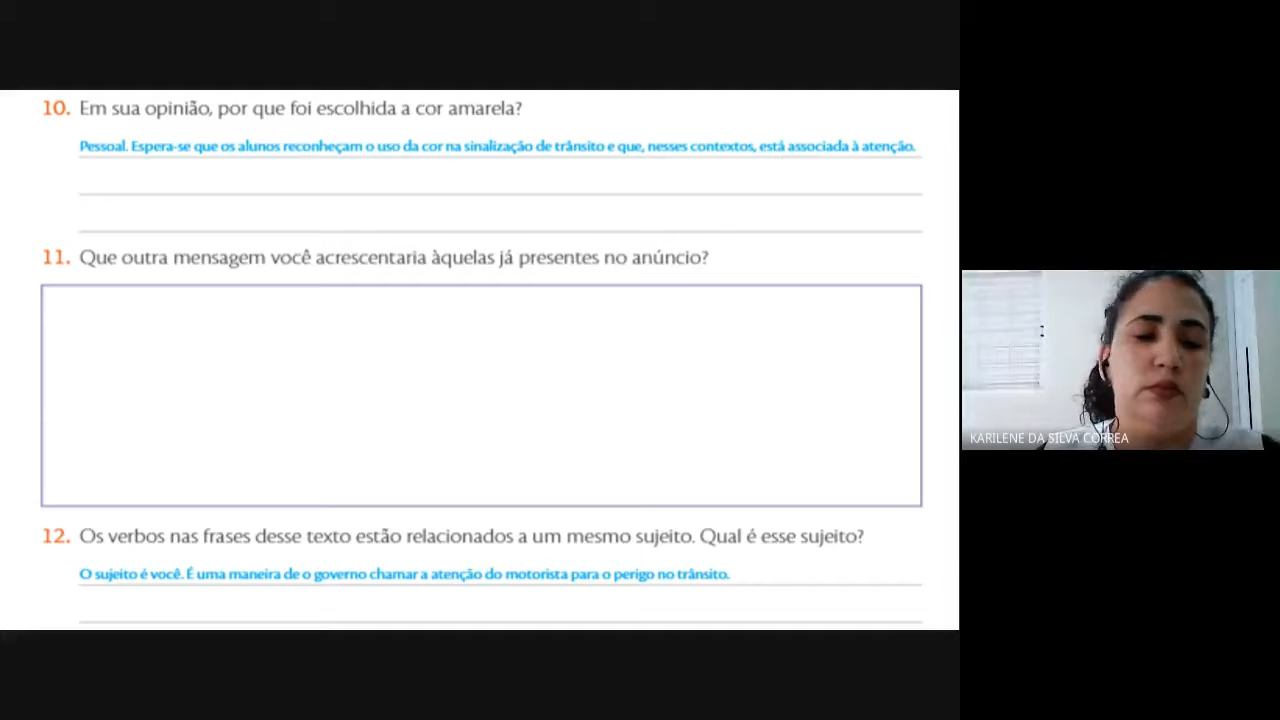 10. Em sua opinião, por que foi escolhida a cor amarela?
Pessoal. Espera-se que os alunos reconheçam o uso da cor na sinalização de trânsito e que, nesses contextos, está associada à atenção.
11. Que outra mensagem você acrescentaria àquelas já presentes no anúncio?
12. Os verbos nas frases desse texto estão relacionados a um mesmo sujeito. Qual é esse sujeito?
O sujeito é você. É uma maneira de o governo chamar a atenção do motorista para o perigo no trânsito.
KARILENE DA SILVA CORREA